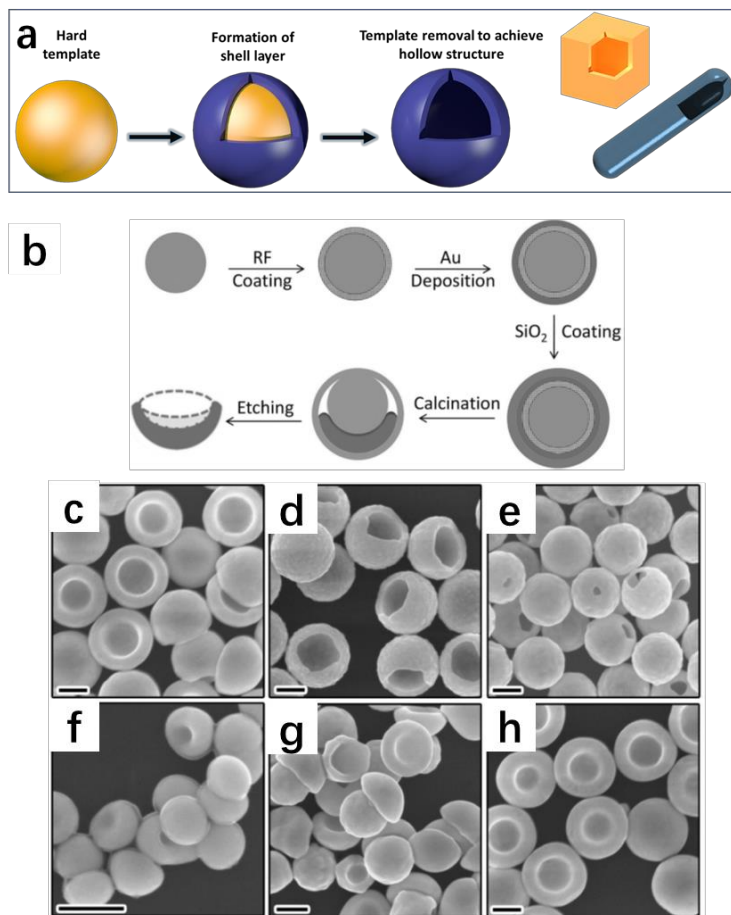 a
Hard
template
Formation of
shell layer
Template removal to achieve
hollow structure
b
RF
Coating
Au
Deposition
SiO₂
Coating
Calcination
Etching
c
d
e
f
g
h